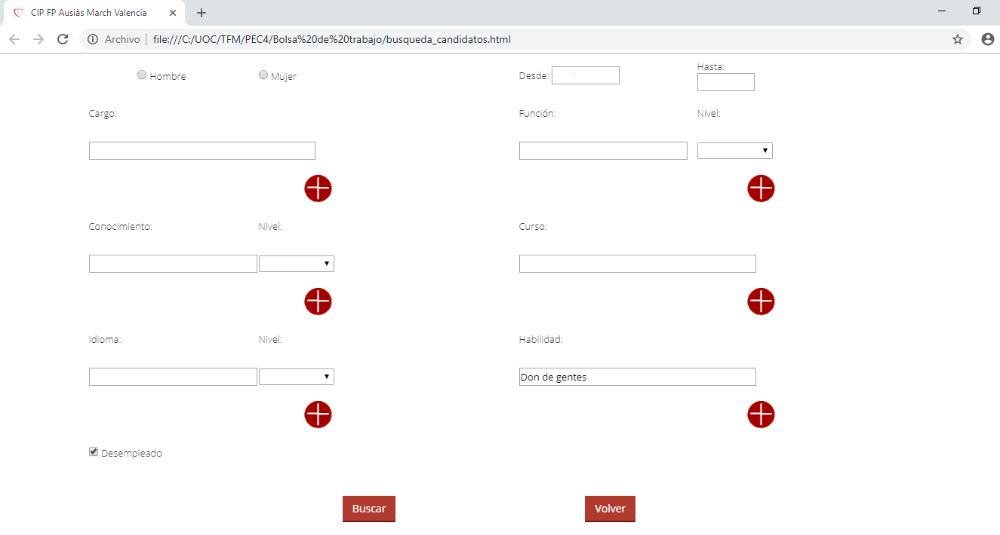 CIP FP Ausiàs March Valencia
Archivo file:///C:/UOC/TFM/PEC4/Bolsa%20de%20trabajo/busqueda_candidatos.html
Hombre Mujer Desde: Hasta:
Cargo: Función: Nivel:
Conocimiento: Nivel: Curso:
Idioma: Nivel: Habilidad:
Don de gentes
Desempleado
Buscar Volver